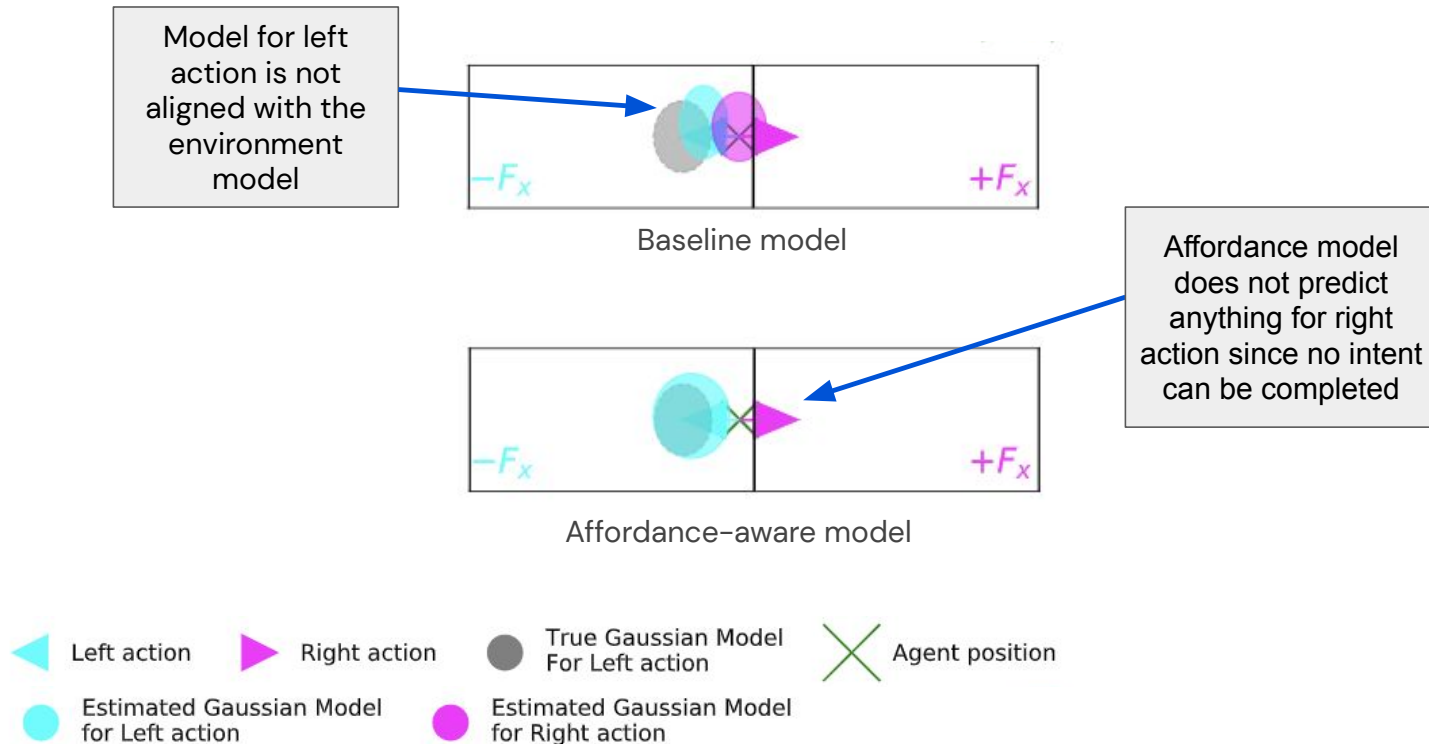 Model for left
action is not
aligned with the
environment
model
−Fx
+Fx
Baseline model
Affordance model
does not predict
anything for right
action since no intent
can be completed
−Fx
+Fx
Affordance-aware model
Left action
Right action
True Gaussian Model
For Left action
Agent position
Estimated Gaussian Model
for Left action
Estimated Gaussian Model
for Right action